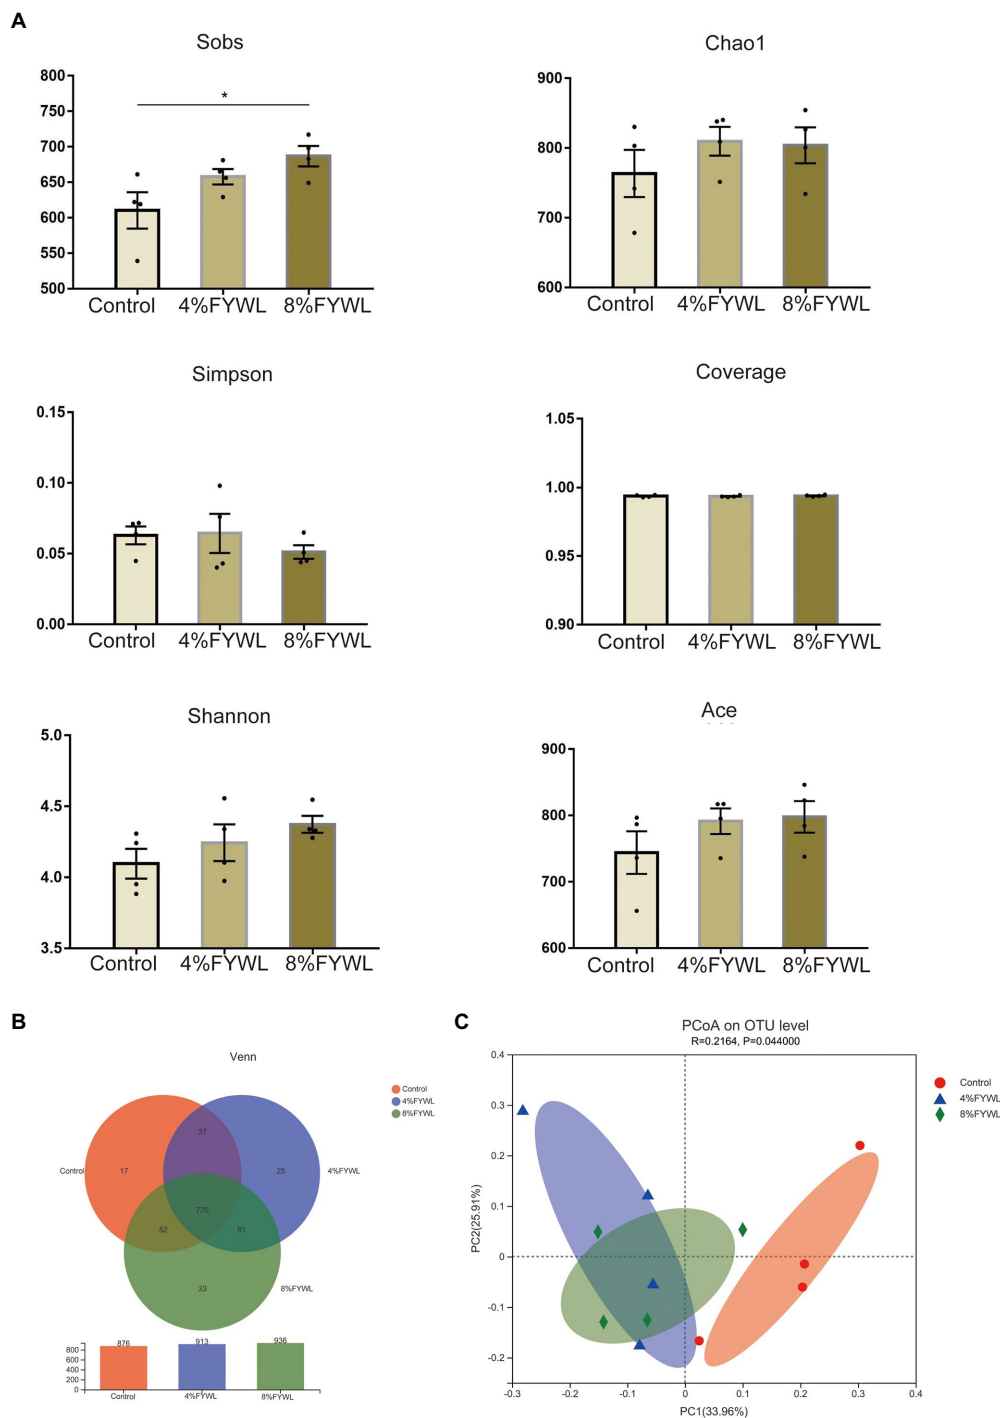 A
Sobs
800
750
700
650
600
550
500
*
Control 4%FYWL 8%FYWL
Chao1
900
800
700
600
Control 4%FYWL 8%FYWL
Simpson
0.15
0.10
0.05
0.00
Control 4%FYWL 8%FYWL
Coverage
1.05
1.00
0.95
0.90
Control 4%FYWL 8%FYWL
Shannon
5.0
4.5
4.0
3.5
Control 4%FYWL 8%FYWL
Ace
900
800
700
600
Control 4%FYWL 8%FYWL
B
Venn
Control
4%FYWL
8%FYWL
37
Control 17 25 4%FYWL
770
52 81
33 8%FYWL
876 913 936
800
600
400
200
0
Control 4%FYWL 8%FYWL
C
PCoA on OTU level
R=0.2164, P=0.044000
Control
4%FYWL
8%FYWL
PC2(25.91%)
0.4
0.3
0.2
0.1
0
-0.1
-0.2
-0.3 -0.2 -0.1 0 0.1 0.2 0.3 0.4
PC1(33.96%)